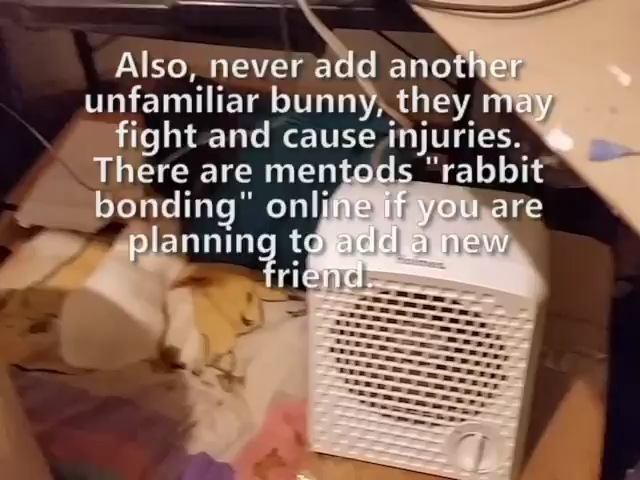 Also, never add another
unfamiliar bunny, they may
fight and cause injuries.
There are mentods "rabbit
bonding" online if you are
planning to add a new
friend.